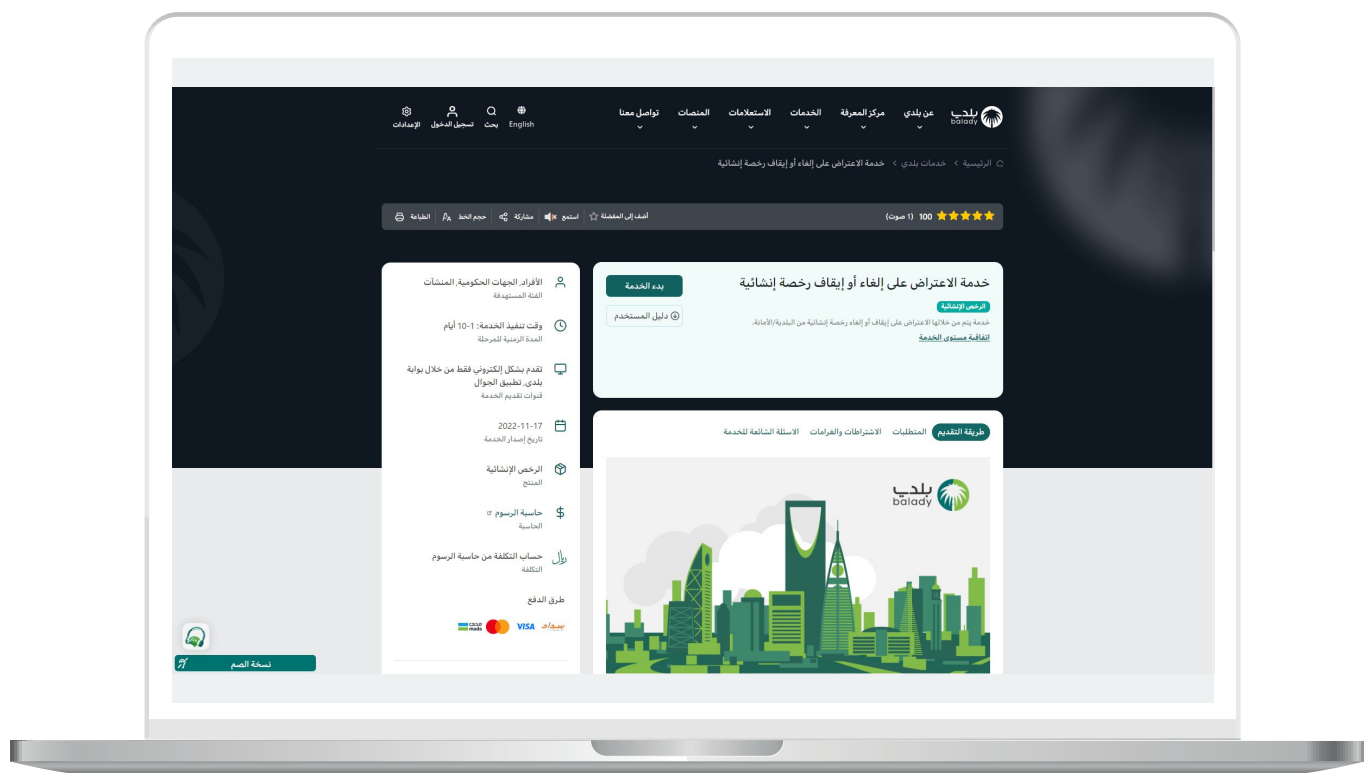 بلدي
balady
عن بلدي
مركز المعرفة
الخدمات
الاستعلامات
المنصات
تواصل معنا
English
بحث
تسجيل الدخول
الإعدادات
الرئيسية > خدمات بلدي > خدمة الاعتراض على إلغاء أو إيقاف رخصة إنشائية
100 (1 صوت)
أضف إلى المفضلة
استمع
مشاركة
حجم الخط
الطباعة
خدمة الاعتراض على إلغاء أو إيقاف رخصة إنشائية
الرخص الإنشائية
خدمة يتم من خلالها الاعتراض على إيقاف أو إلغاء رخصة إنشائية من البلدية/الأمانة.
اتفاقية مستوى الخدمة
بدء الخدمة
دليل المستخدم
طريقة التقديم
المتطلبات
الاشتراطات والغرامات
الاسئلة الشائعة للخدمة
بلدي
balady
الأفراد, الجهات الحكومية, المنشآت
الفئة المستهدفة
وقت تنفيذ الخدمة: 1-10 أيام
المدة الزمنية للمرحلة
تقدم بشكل إلكتروني فقط من خلال بوابة
بلدي, تطبيق الجوال
قنوات تقديم الخدمة
2022-11-17
تاريخ إصدار الخدمة
الرخص الإنشائية
المنتج
حاسبة الرسوم
الحاسبة
حساب التكلفة من حاسبة الرسوم
التكلفة
طرق الدفع
سداد
VISA
مدى
mada
نسخة الصم